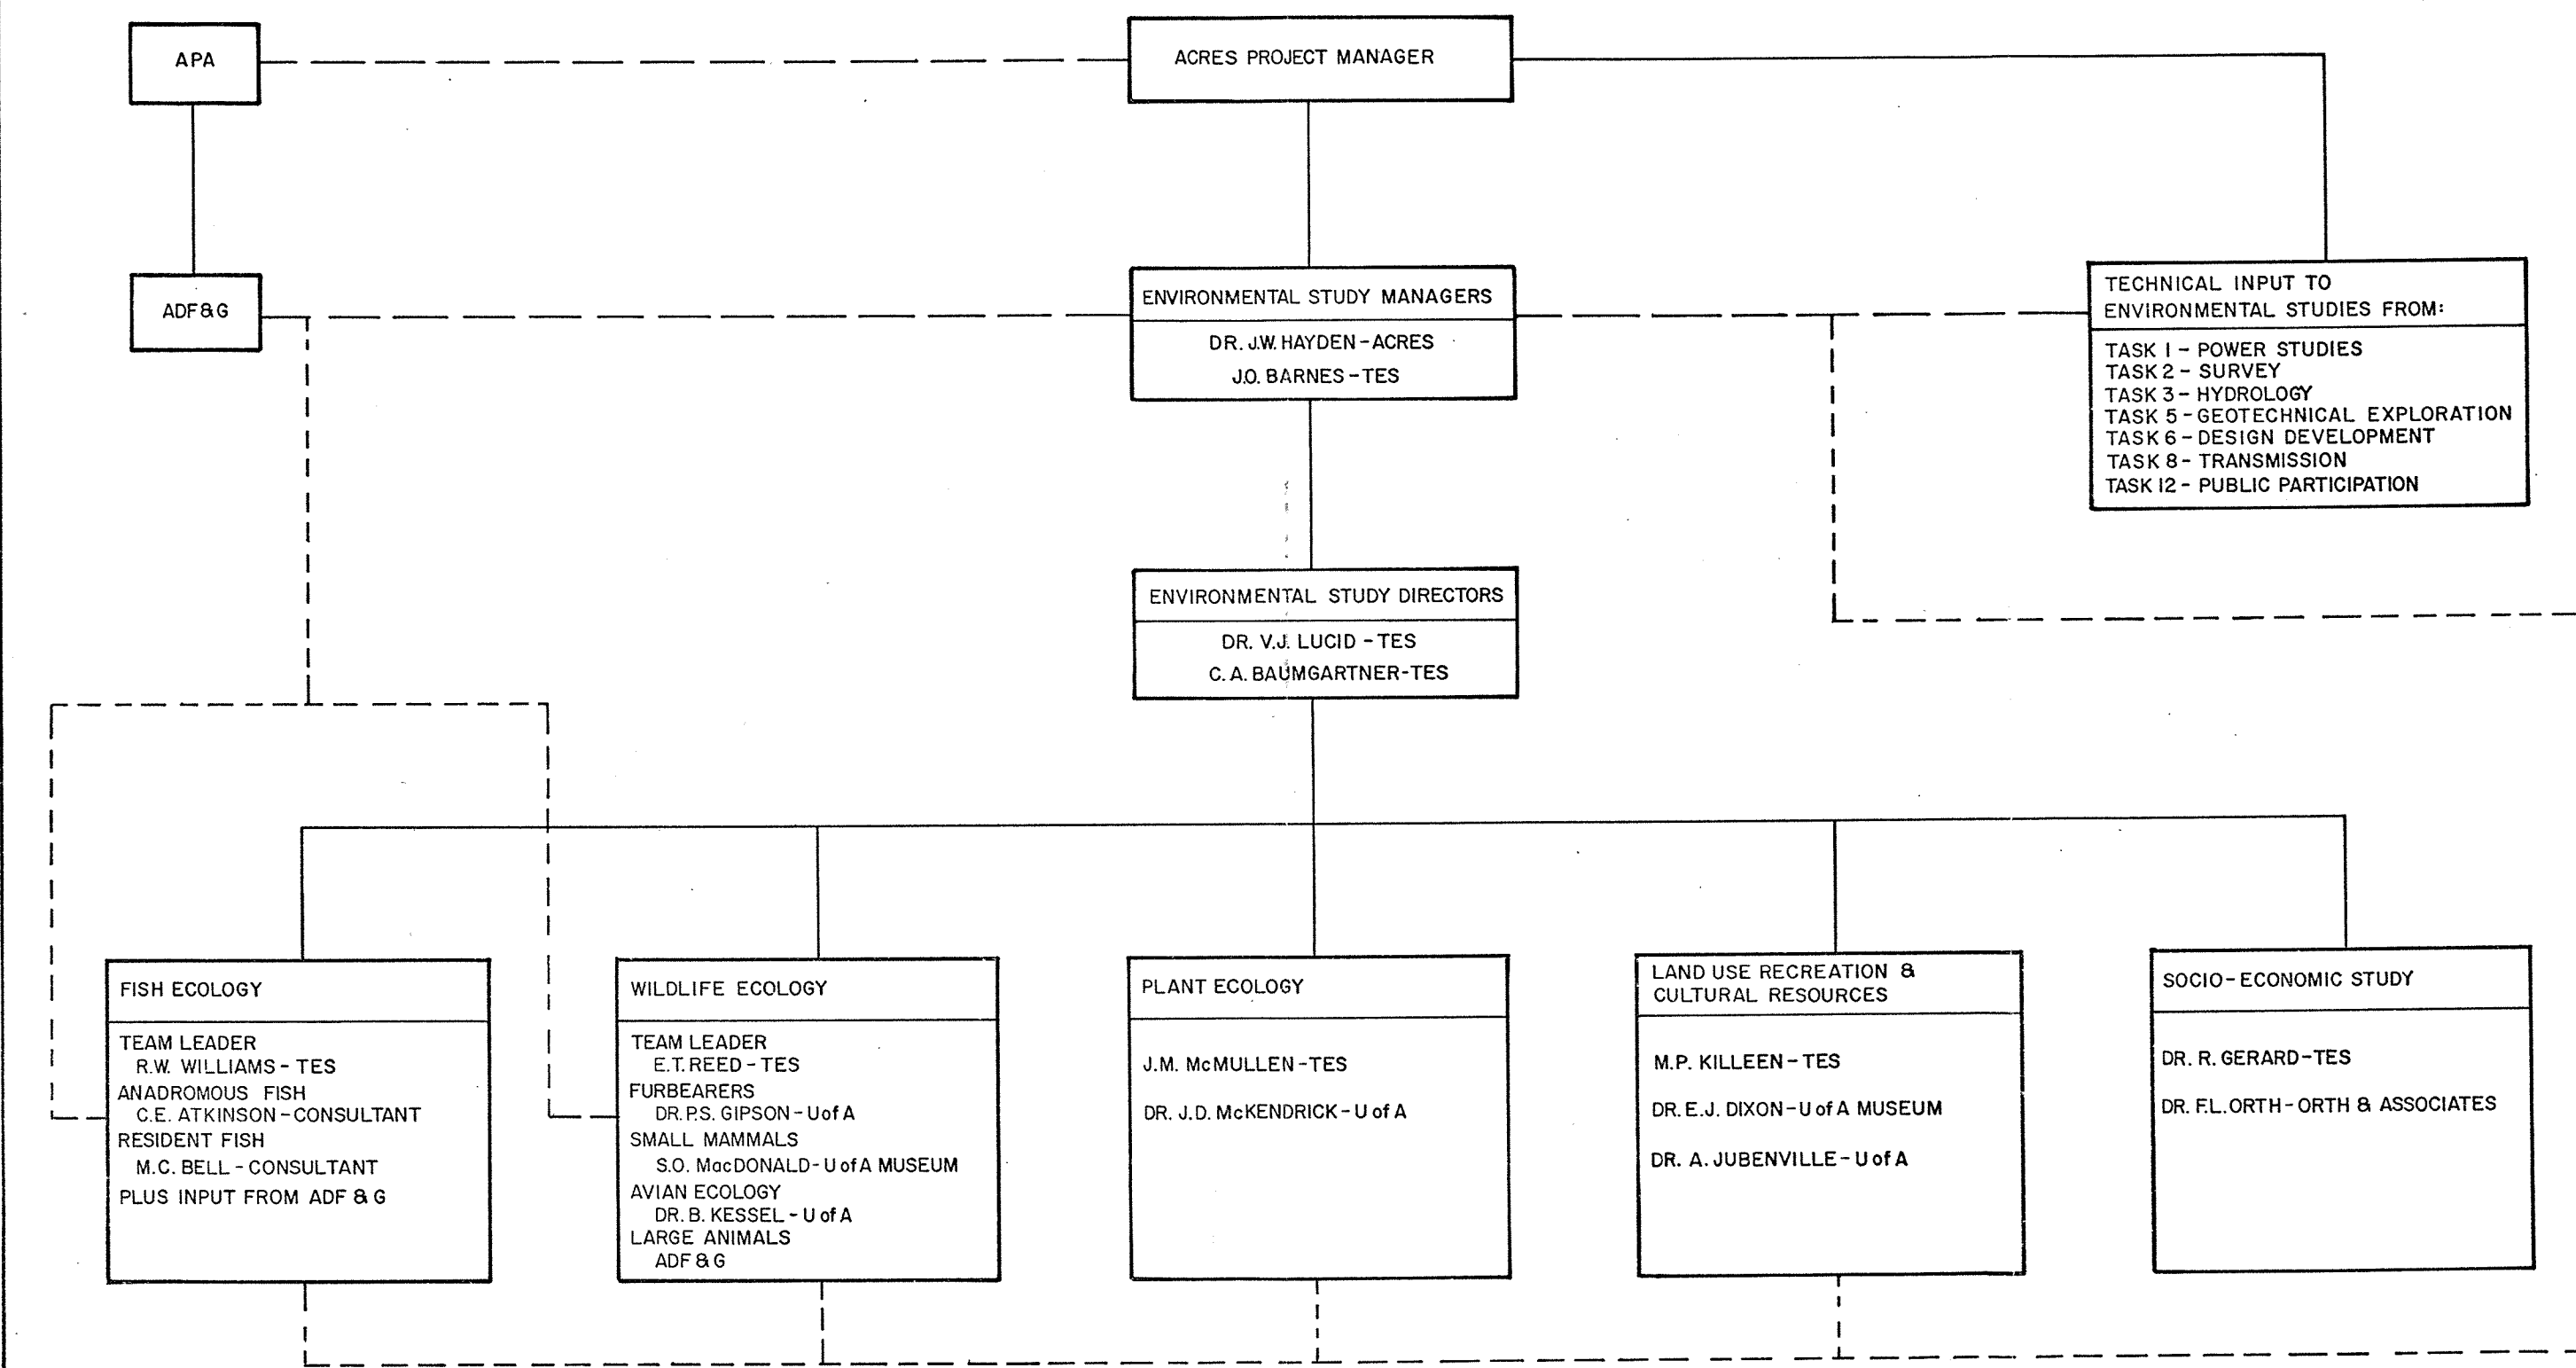 APA
ACRES PROJECT MANAGER
ADF&G
ENVIRONMENTAL STUDY MANAGERS
DR. J.W. HAYDEN-ACRES
J.O. BARNES-TES
TECHNICAL INPUT TO
ENVIRONMENTAL STUDIES FROM:
TASK 1 - POWER STUDIES
TASK 2 - SURVEY
TASK 3 - HYDROLOGY
TASK 5 - GEOTECHNICAL EXPLORATION
TASK 6 - DESIGN DEVELOPMENT
TASK 8 - TRANSMISSION
TASK 12 - PUBLIC PARTICIPATION
ENVIRONMENTAL STUDY DIRECTORS
DR. V.J. LUCID - TES
C.A. BAUMGARTNER-TES
FISH ECOLOGY
TEAM LEADER
R.W. WILLIAMS - TES
ANADROMOUS FISH
C.E. ATKINSON-CONSULTANT
RESIDENT FISH
M.C. BELL - CONSULTANT
PLUS INPUT FROM ADF & G
WILDLIFE ECOLOGY
TEAM LEADER
E.T. REED - TES
FURBEARERS
DR. P.S. GIPSON - U of A
SMALL MAMMALS
S.O. MacDONALD - U of A MUSEUM
AVIAN ECOLOGY
DR. B. KESSEL - U of A
LARGE ANIMALS
ADF & G
PLANT ECOLOGY
J.M. McMULLEN - TES
DR. J.D. McKENDRICK - U of A
LAND USE RECREATION &
CULTURAL RESOURCES
M.P. KILLEEN - TES
DR. E.J. DIXON - U of A MUSEUM
DR. A. JUBENVILLE - U of A
SOCIO-ECONOMIC STUDY
DR. R. GERARD-TES
DR. F.L. ORTH - ORTH & ASSOCIATES